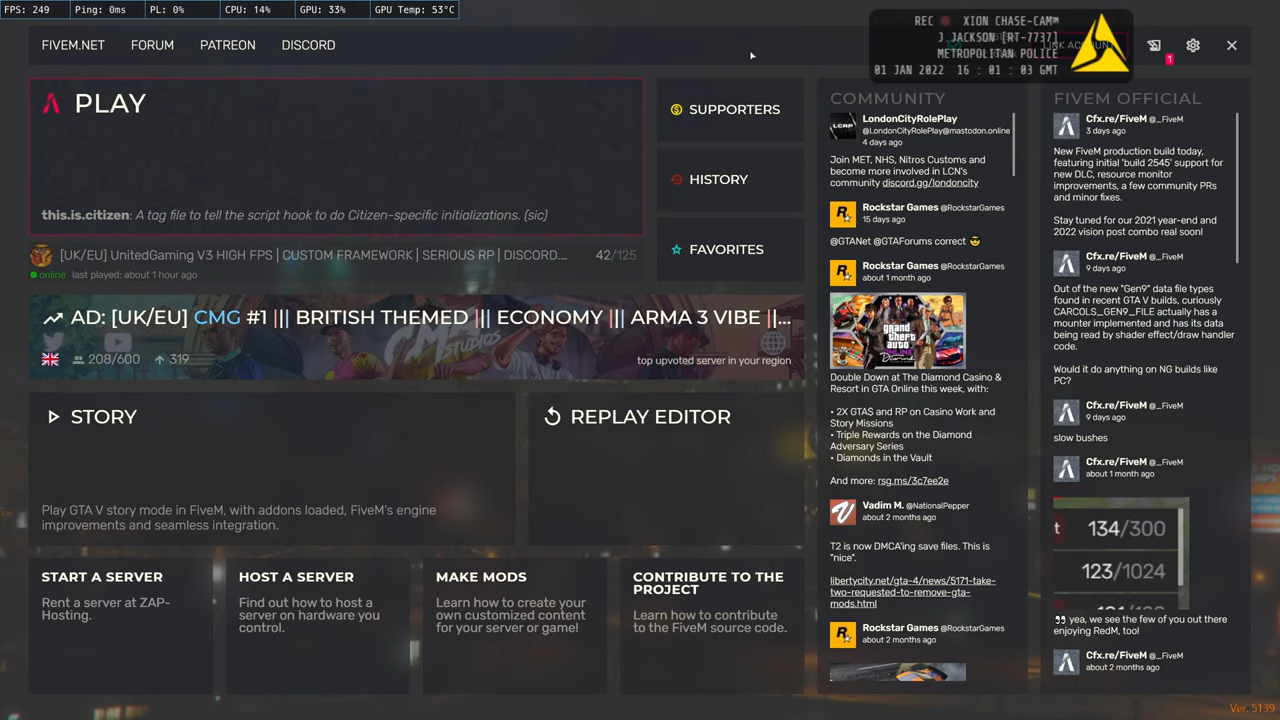 FPS: 249
Ping: 0ms
PL: 0%
CPU: 14%
GPU: 33%
GPU Temp: 53°C
REC XION CHASE-CAM™
J JACKSON [RT-7737]
METROPOLITAN POLICE
01 JAN 2022 16 : 01 : 03 GMT
FIVEM.NET
FORUM
PATREON
DISCORD
LINK ACCOUNT
1
PLAY
this.is.citizen: A tag file to tell the script hook to do Citizen-specific initializations. (sic)
[UK/EU] UnitedGaming V3 HIGH FPS | CUSTOM FRAMEWORK | SERIOUS RP | DISCORD....
42/125
online last played: about 1 hour ago
SUPPORTERS
HISTORY
FAVORITES
AD: [UK/EU] CMG #1 ||| BRITISH THEMED ||| ECONOMY ||| ARMA 3 VIBE ||...
208/600 319
top upvoted server in your region
STORY
Play GTA V story mode in FiveM, with addons loaded, FiveM's engine
improvements and seamless integration.
REPLAY EDITOR
START A SERVER
Rent a server at ZAP-
Hosting.
HOST A SERVER
Find out how to host a
server on hardware you
control.
MAKE MODS
Learn how to create your
own customized content
for your server or game!
CONTRIBUTE TO THE
PROJECT
Learn how to contribute
to the FiveM source code.
COMMUNITY
LCRP
LondonCityRolePlay
@LondonCityRolePlay@mastodon.online
4 days ago
Join MET, NHS, Nitros Customs and
become more involved in LCN's
community discord.gg/londoncity
Rockstar Games @RockstarGames
15 days ago
@GTANet @GTAForums correct 😎
Rockstar Games @RockstarGames
about 1 month ago
grand
theft
auto
ONLINE
Double Down at The Diamond Casino &
Resort in GTA Online this week, with:
• 2X GTA$ and RP on Casino Work and
Story Missions
• Triple Rewards on the Diamond
Adversary Series
• Diamonds in the Vault
And more: rsg.ms/3c7ee2e
Vadim M. @NationalPepper
about 2 months ago
T2 is now DMCA'ing save files. This is
"nice".
libertycity.net/gta-4/news/5171-take-
two-requested-to-remove-gta-
mods.html
Rockstar Games @RockstarGames
about 2 months ago
FIVEM OFFICIAL
Cfx.re/FiveM @_FiveM
3 days ago
New FiveM production build today,
featuring initial 'build 2545' support for
new DLC, resource monitor
improvements, a few community PRs
and minor fixes.
Stay tuned for our 2021 year-end and
2022 vision post combo real soon!
Cfx.re/FiveM @_FiveM
9 days ago
Out of the new "Gen9" data file types
found in recent GTA V builds, curiously
CARCOLS_GEN9_FILE actually has a
mounter implemented and has its data
being read by shader effect/draw handler
code.
Would it do anything on NG builds like
PC?
Cfx.re/FiveM @_FiveM
9 days ago
slow bushes
Cfx.re/FiveM @_FiveM
about 1 month ago
t 134/300
123/1024
👀 yea, we see the few of you out there
enjoying RedM, too!
Cfx.re/FiveM @_FiveM
about 2 months ago
Ver. 5139